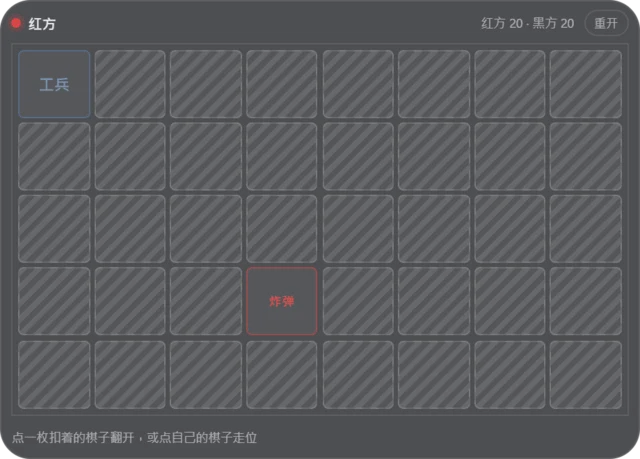 红方
红方 20 · 黑方 20 重开
工兵
炸弹
点一枚扣着的棋子翻开，或点自己的棋子走位